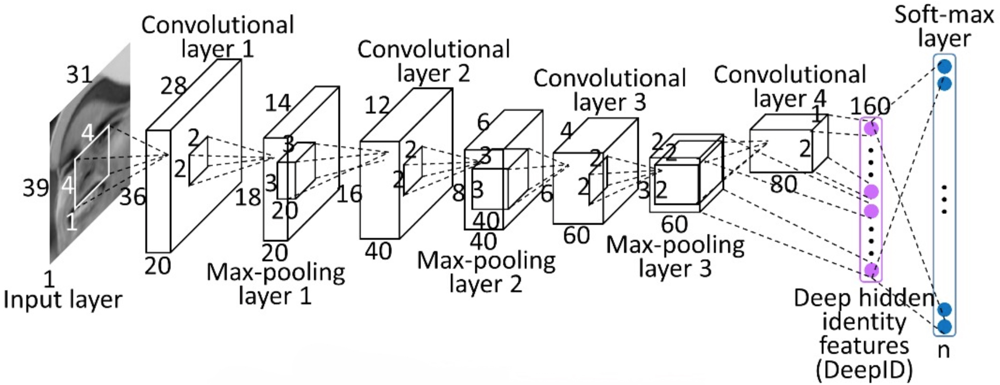 Soft-max
layer
Convolutional
layer 1
Convolutional
layer 2
Convolutional
layer 3
Convolutional
layer 4
31
4
4
1
39
1
Input layer
28
36
20
2
2
14
18
20
3
3
20
Max-pooling
layer 1
12
16
40
2
2
6
8
3
3
40
40
Max-pooling
layer 2
4
6
60
2
2
2
3
2
2
60
Max-pooling
layer 3
1
2
80
160
Deep hidden
identity
features
(DeepID)
n